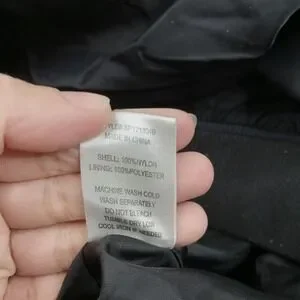 MADE IN CHINA
SHELL: 100%NYLON
LINING: 100%POLYESTER
MACHINE WASH COLD
WASH SEPARATELY
DO NOT BLEACH
TUMBLE DRY LOW
COOL IRON IF NEEDED